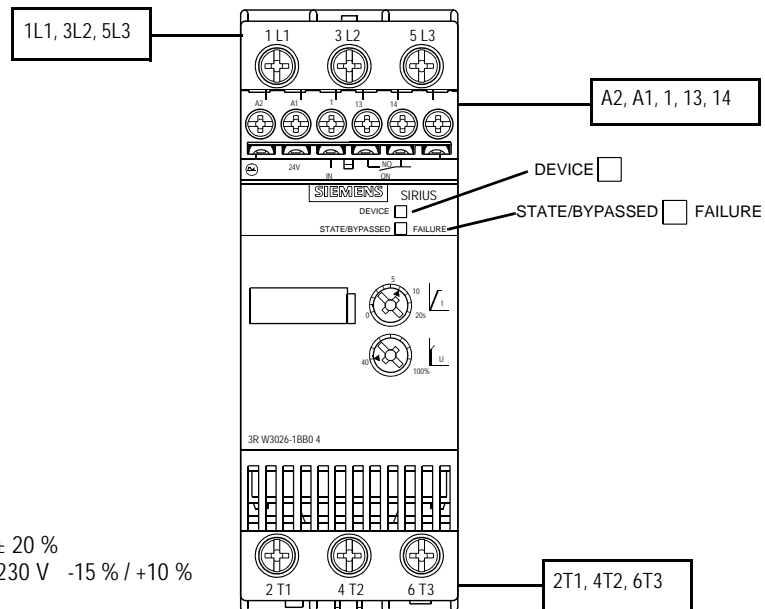 1L1, 3L2, 5L3
1 L1 3 L2 5 L3
A2 A1 1 13 14
A2, A1, 1, 13, 14
24V IN NO ON
SIEMENS SIRIUS
DEVICE
STATE/BYPASSED FAILURE
DEVICE
STATE/BYPASSED FAILURE
5
10
0 20s t
40 100% U
3R W3026-1BB0 4
± 20 %
230 V -15 % / +10 %
2 T1 4 T2 6 T3
2T1, 4T2, 6T3